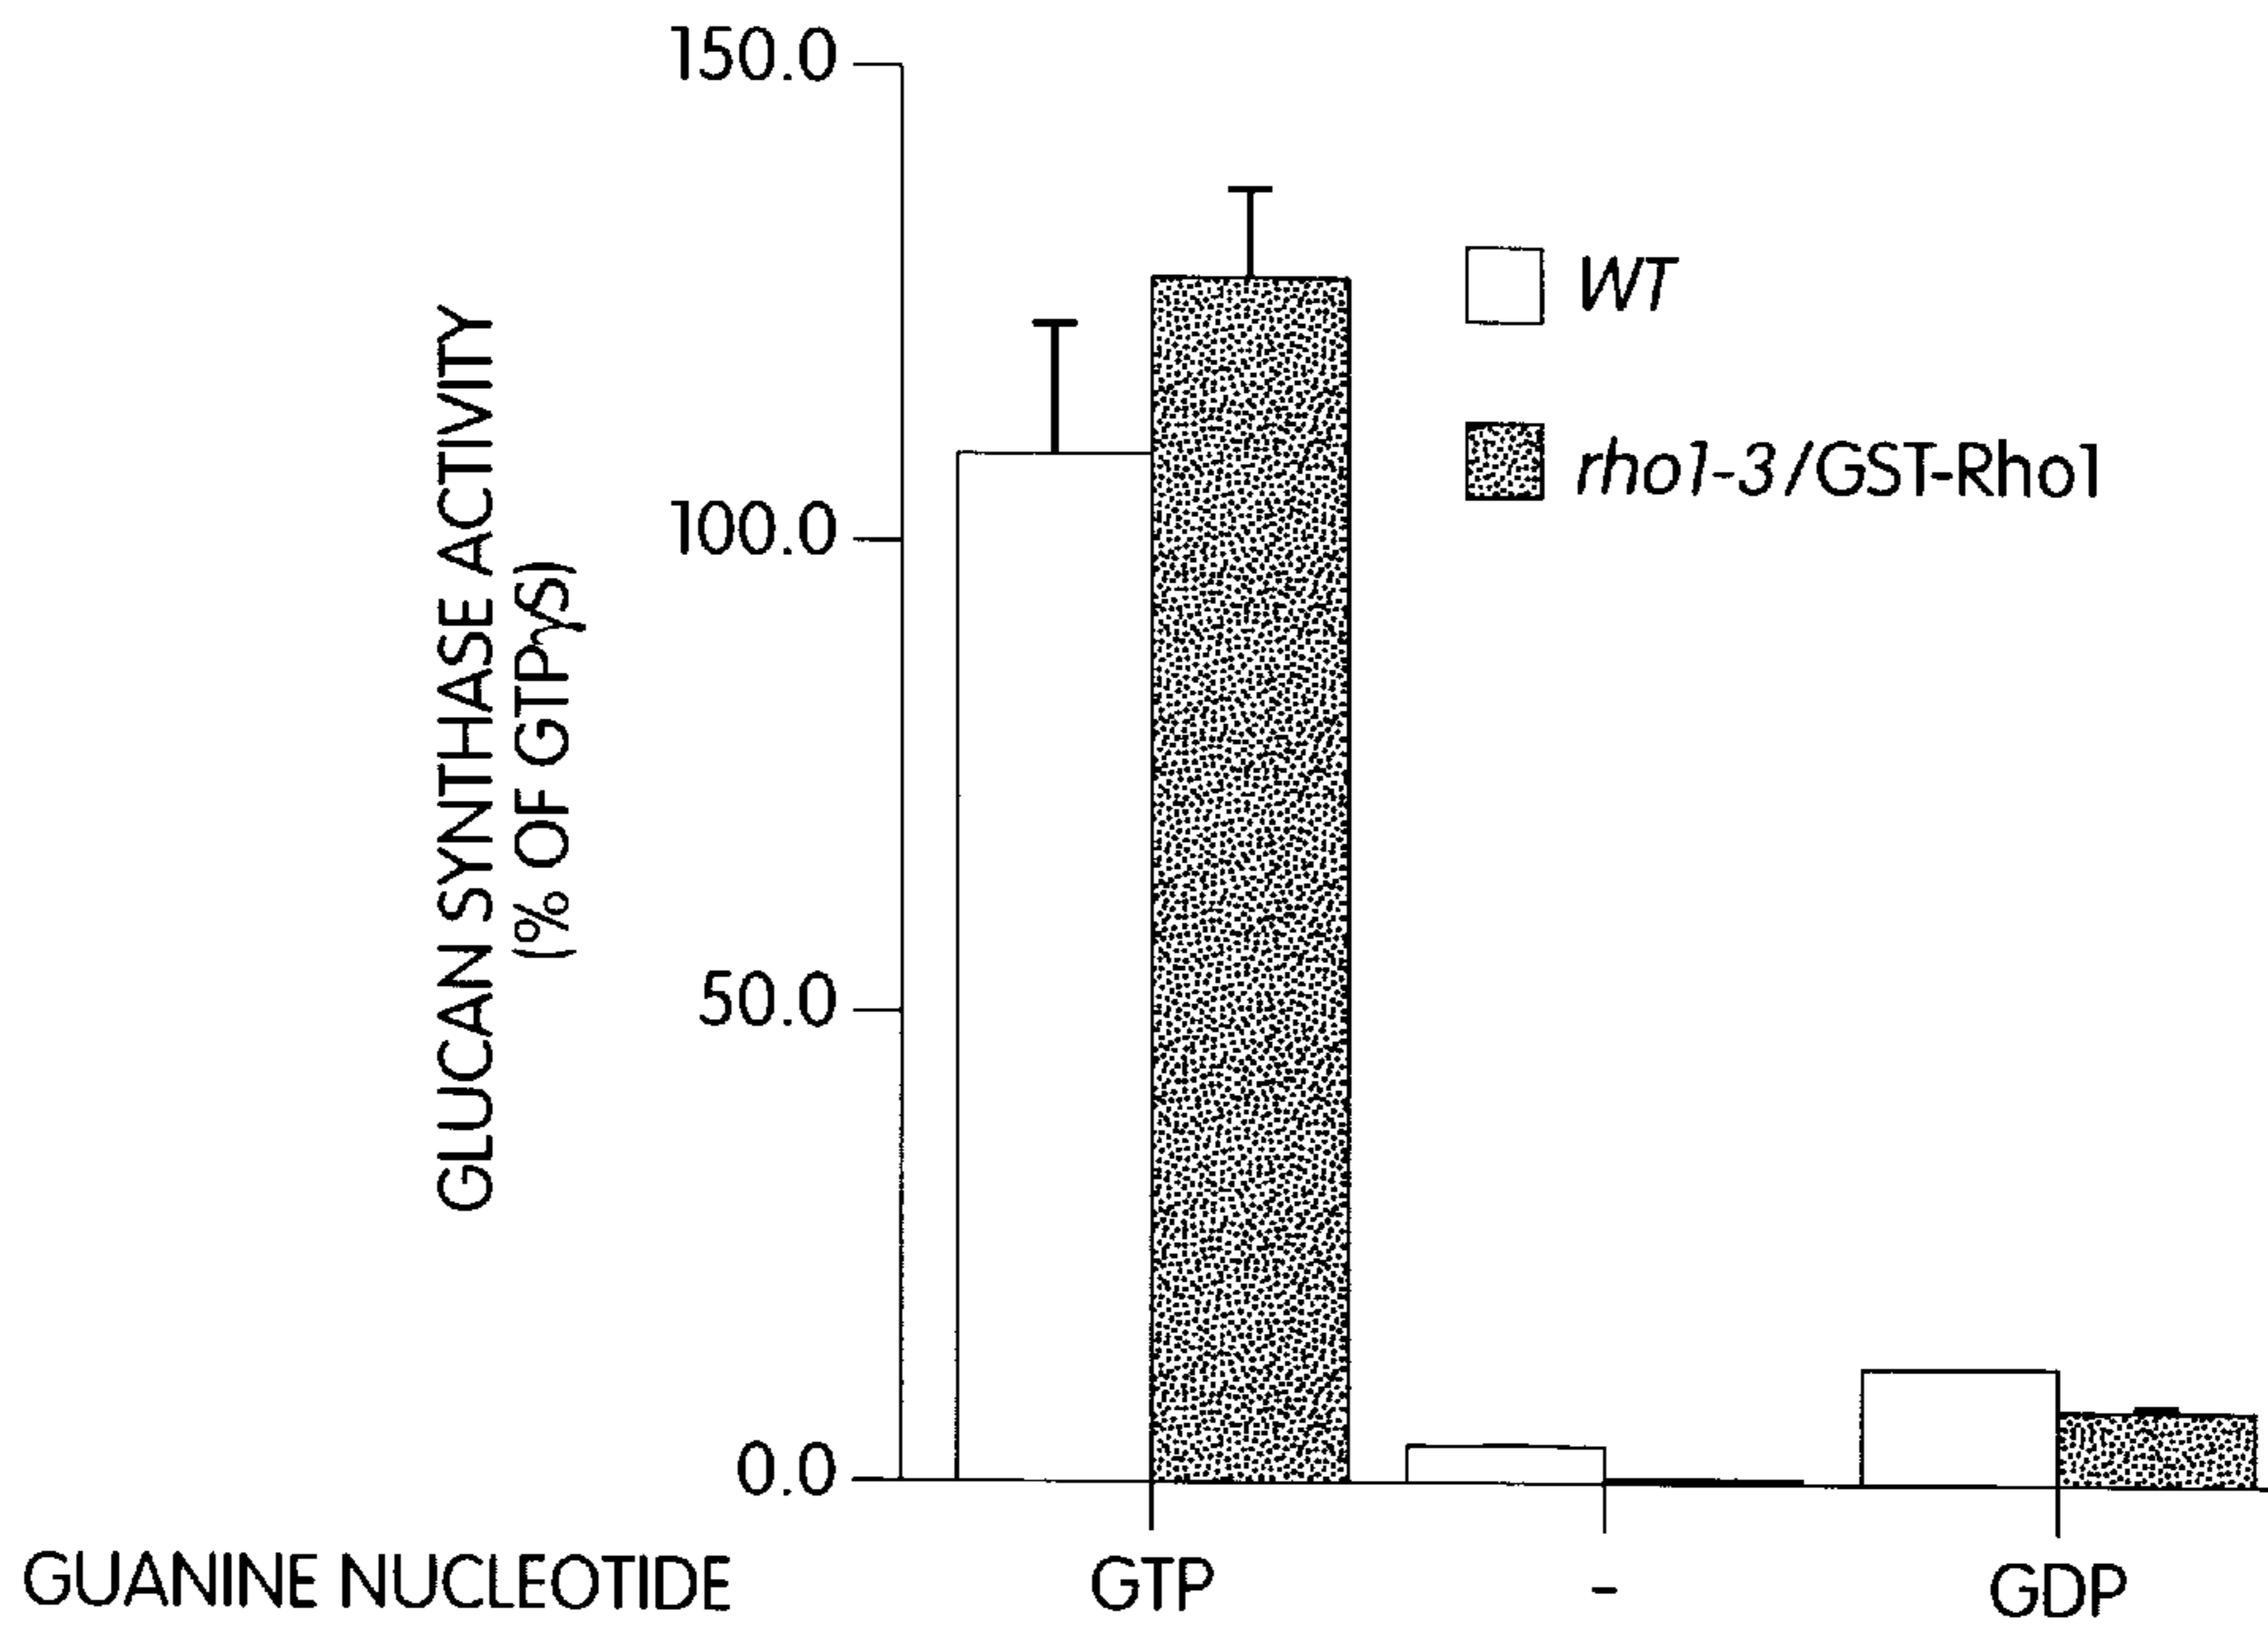 GLUCAN SYNTHASE ACTIVITY
(% OF GTPγS)
150.0
100.0
50.0
0.0
WT
rho1-3/GST-Rho1
GUANINE NUCLEOTIDE GTP - GDP